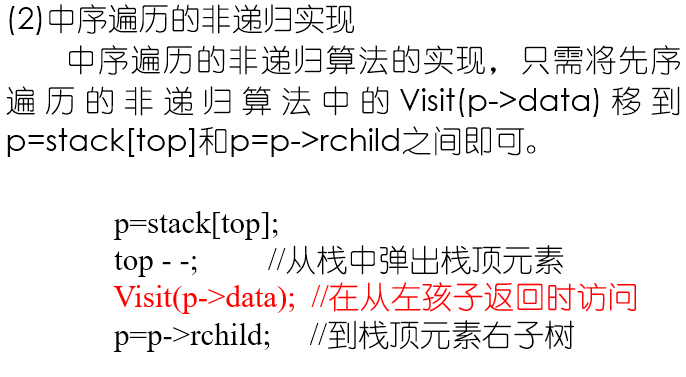 (2)中序遍历的非递归实现
中序遍历的非递归算法的实现，只需将先序
遍历的非递归算法中的Visit(p->data)移到
p=stack[top]和p=p->rchild之间即可。
p=stack[top];
top - -; //从栈中弹出栈顶元素
Visit(p->data); //在从左孩子返回时访问
p=p->rchild; //到栈顶元素右子树